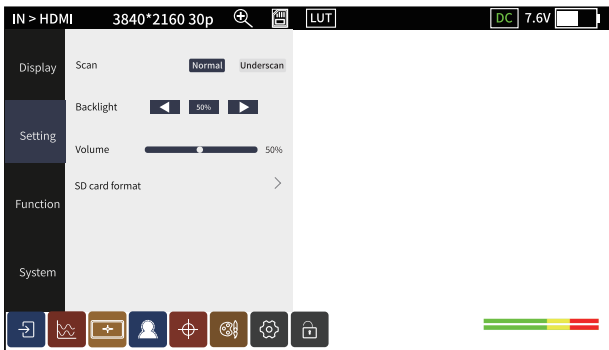 IN > HDMI 3840*2160 30p LUT DC 7.6V
Display
Setting
Function
System
Scan Normal Underscan
Backlight 50%
Volume 50%
SD card format